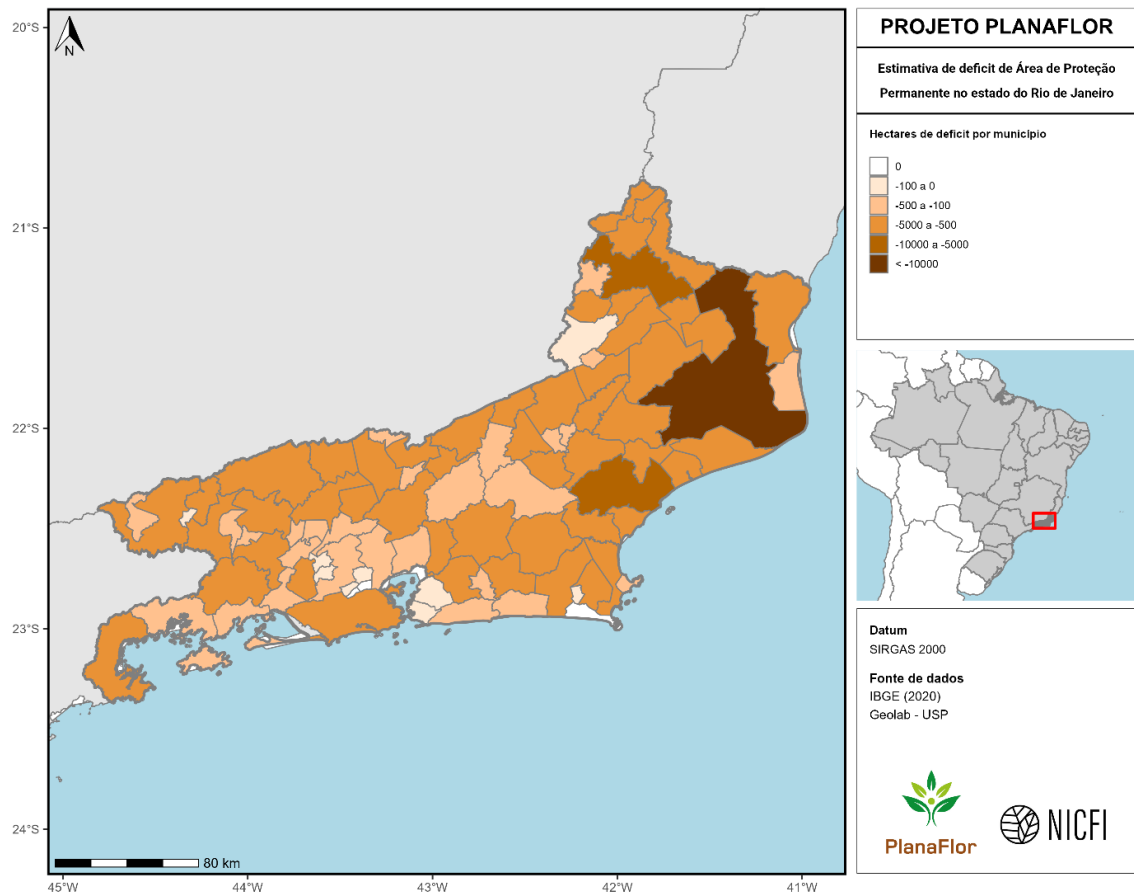 20°S
21°S
22°S
23°S
24°S
45°W
44°W
43°W
42°W
41°W
N
80 km
PROJETO PLANAFLOR
Estimativa de deficit de Área de Proteção
Permanente no estado do Rio de Janeiro
Hectares de deficit por município
0
-100 a 0
-500 a -100
-5000 a -500
-10000 a -5000
< -10000
Datum
SIRGAS 2000
Fonte de dados
IBGE (2020)
Geolab - USP
PlanaFlor
NICFI